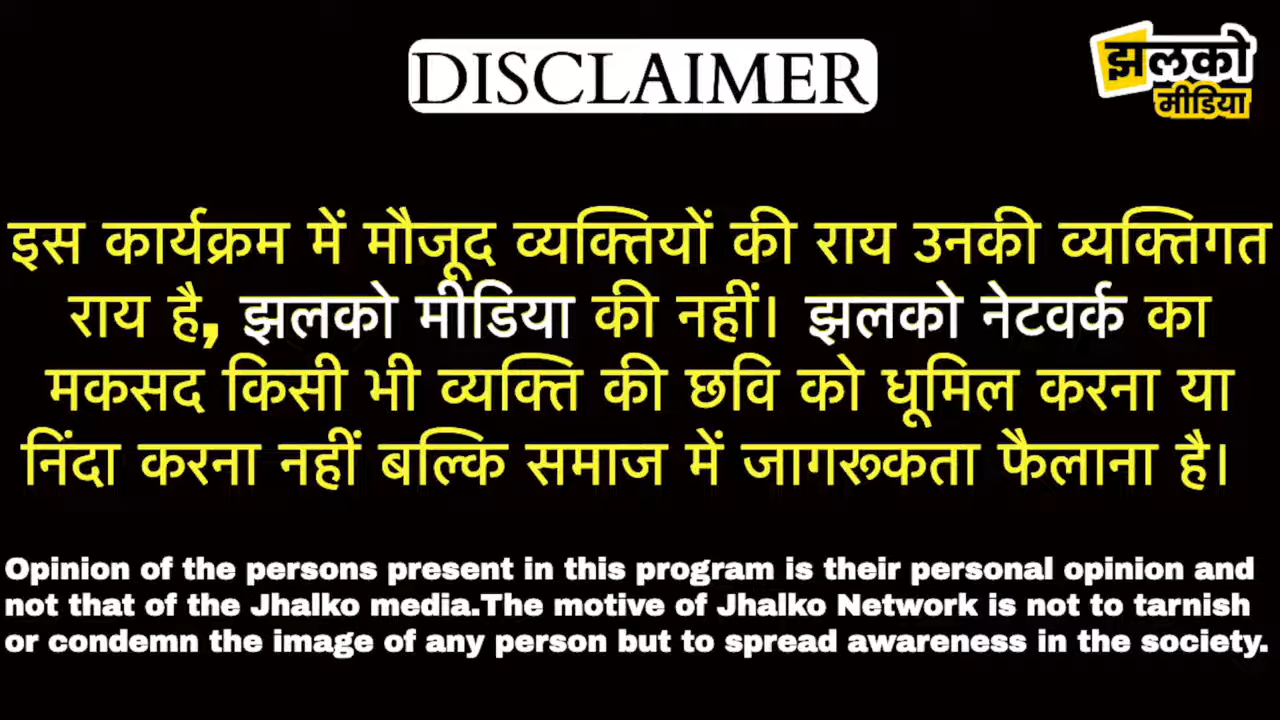 DISCLAIMER
झलको
मीडिया
इस कार्यक्रम में मौजूद व्यक्तियों की राय उनकी व्यक्तिगत
राय है, झलको मीडिया की नहीं। झलको नेटवर्क का
मकसद किसी भी व्यक्ति की छवि को धूमिल करना या
निंदा करना नहीं बल्कि समाज में जागरूकता फैलाना है।
Opinion of the persons present in this program is their personal opinion and
not that of the Jhalko media.The motive of Jhalko Network is not to tarnish
or condemn the image of any person but to spread awareness in the society.